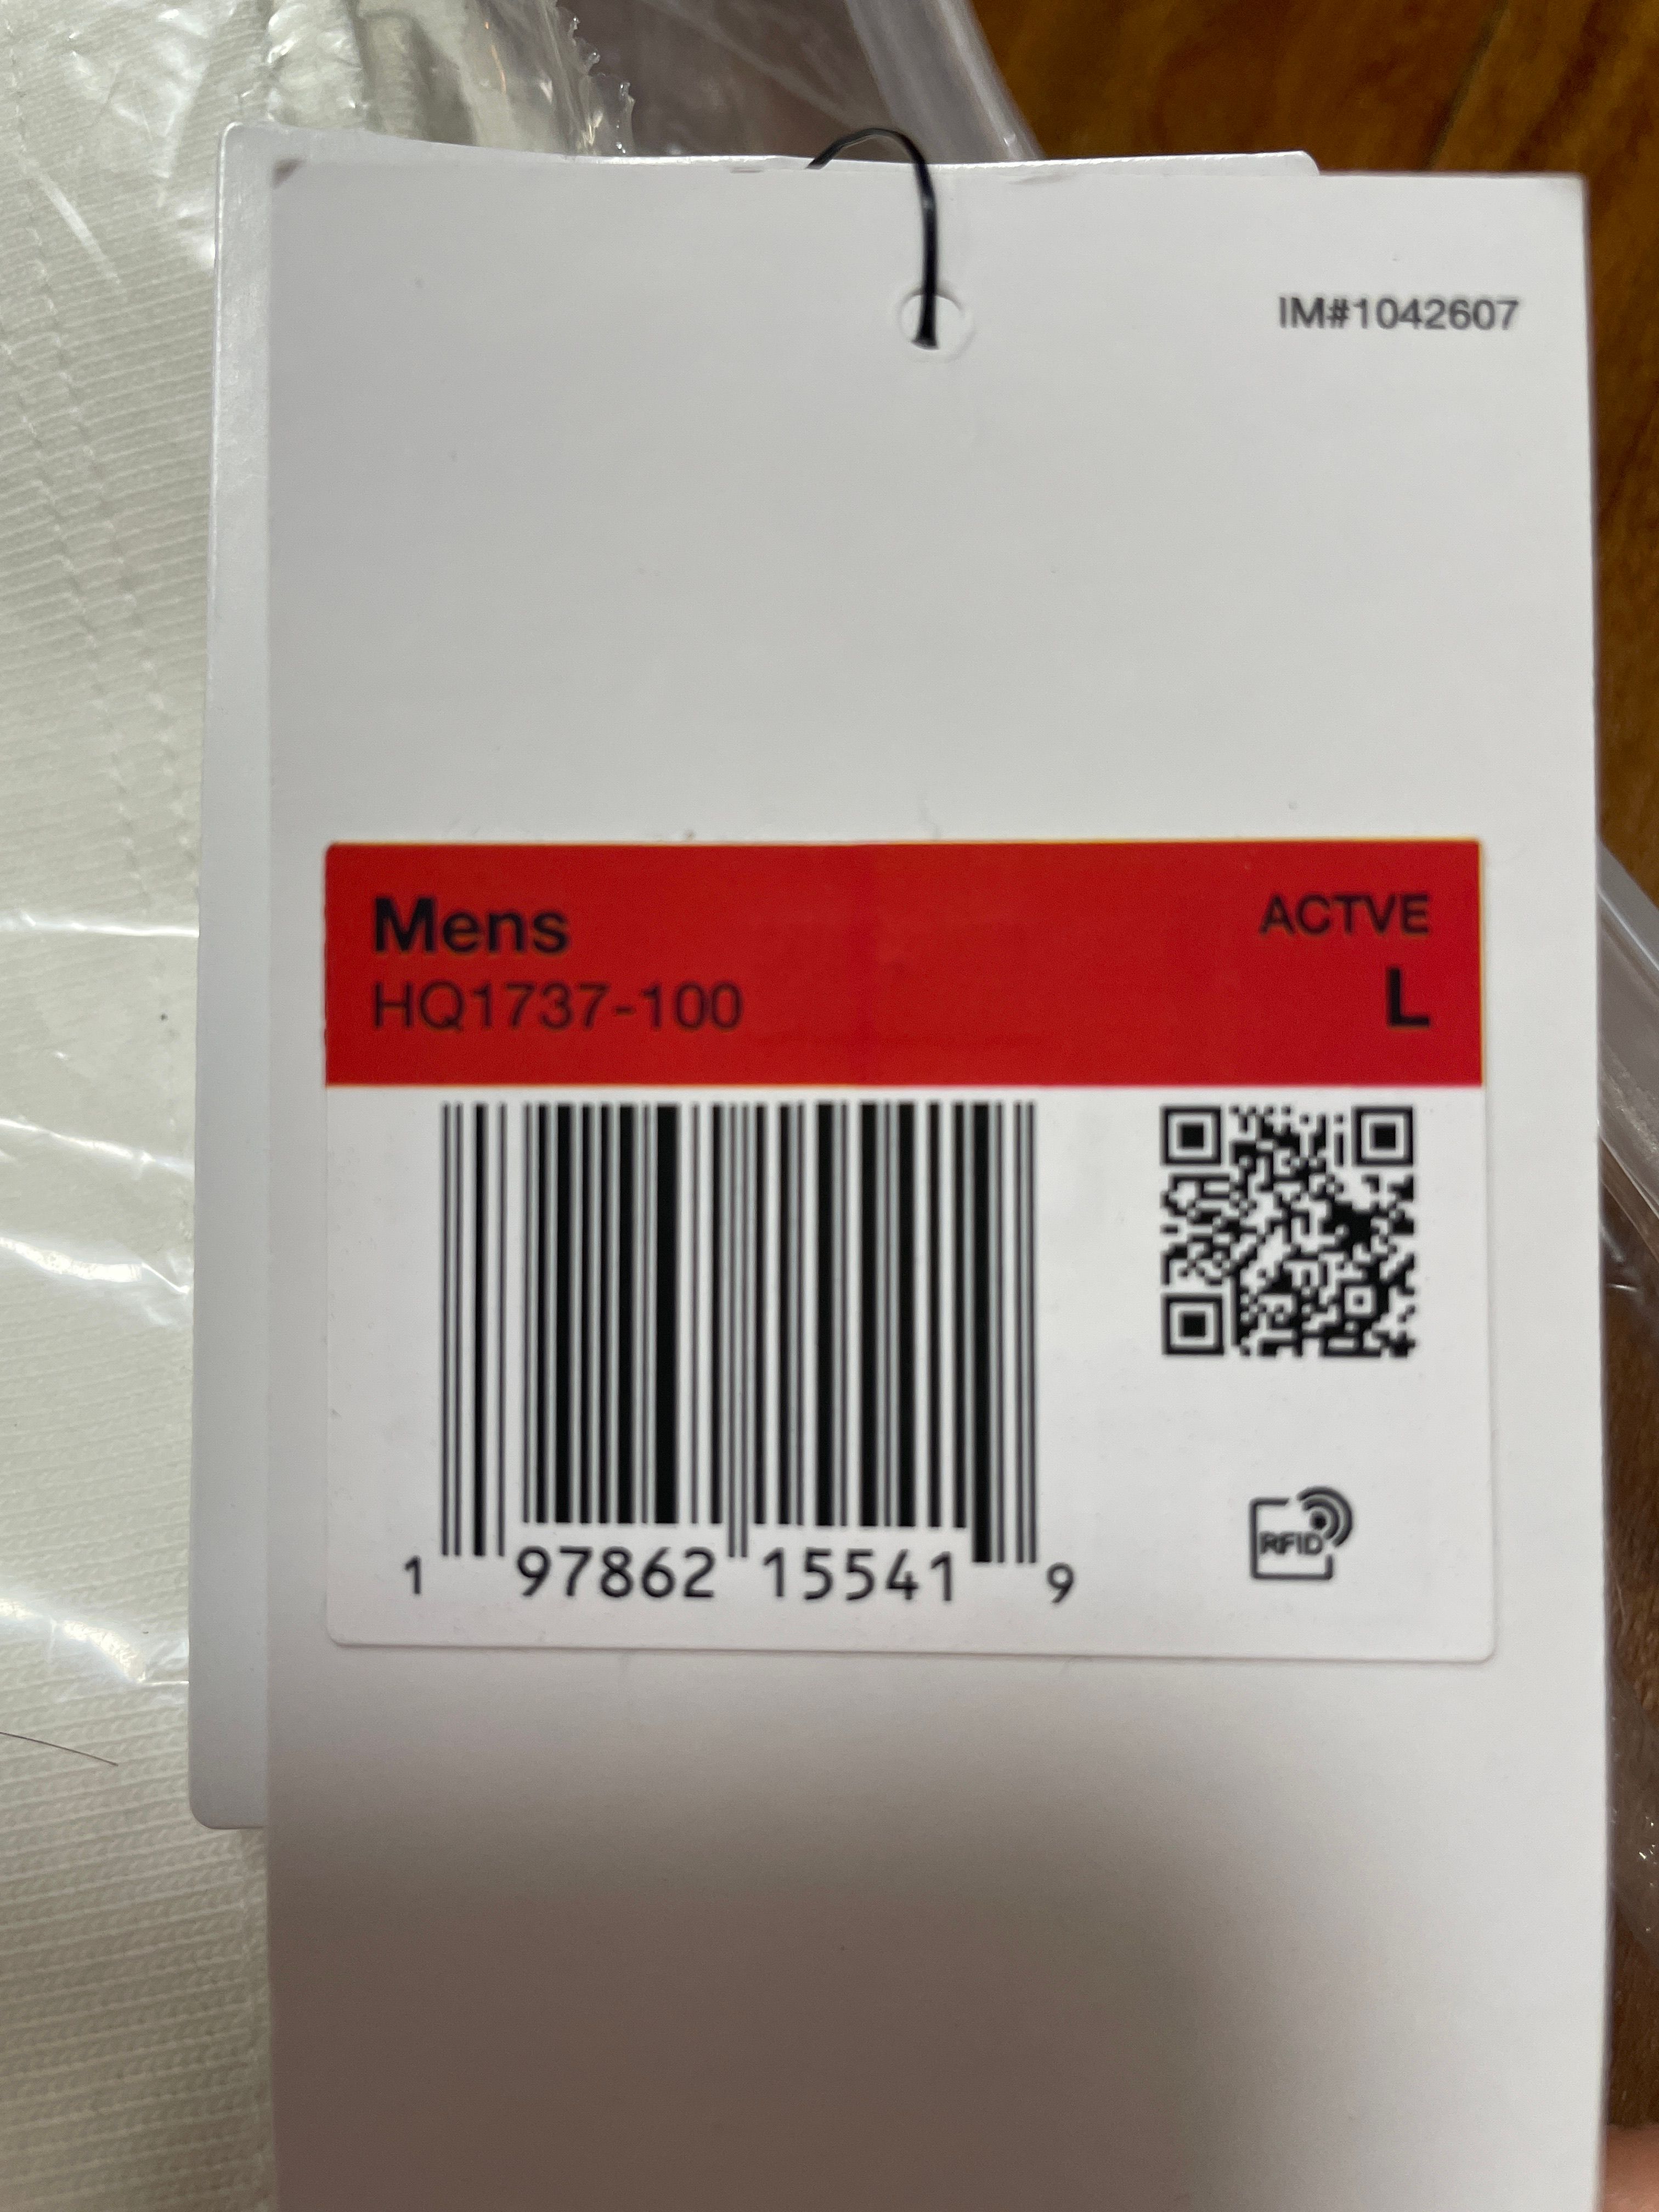 IM#1042607
Mens
ACTVE
HQ1737-100
L
1 97862 15541 9
RFID